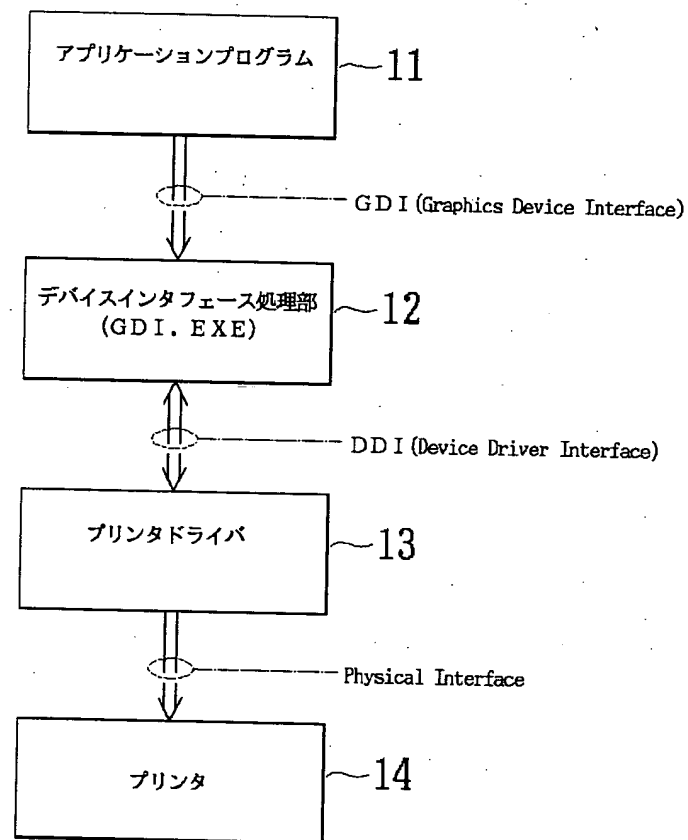 アプリケーションプログラム
11
GDI(Graphics Device Interface)
デバイスインタフェース処理部
(GDI.EXE)
12
DDI(Device Driver Interface)
プリンタドライバ
13
Physical Interface
プリンタ
14